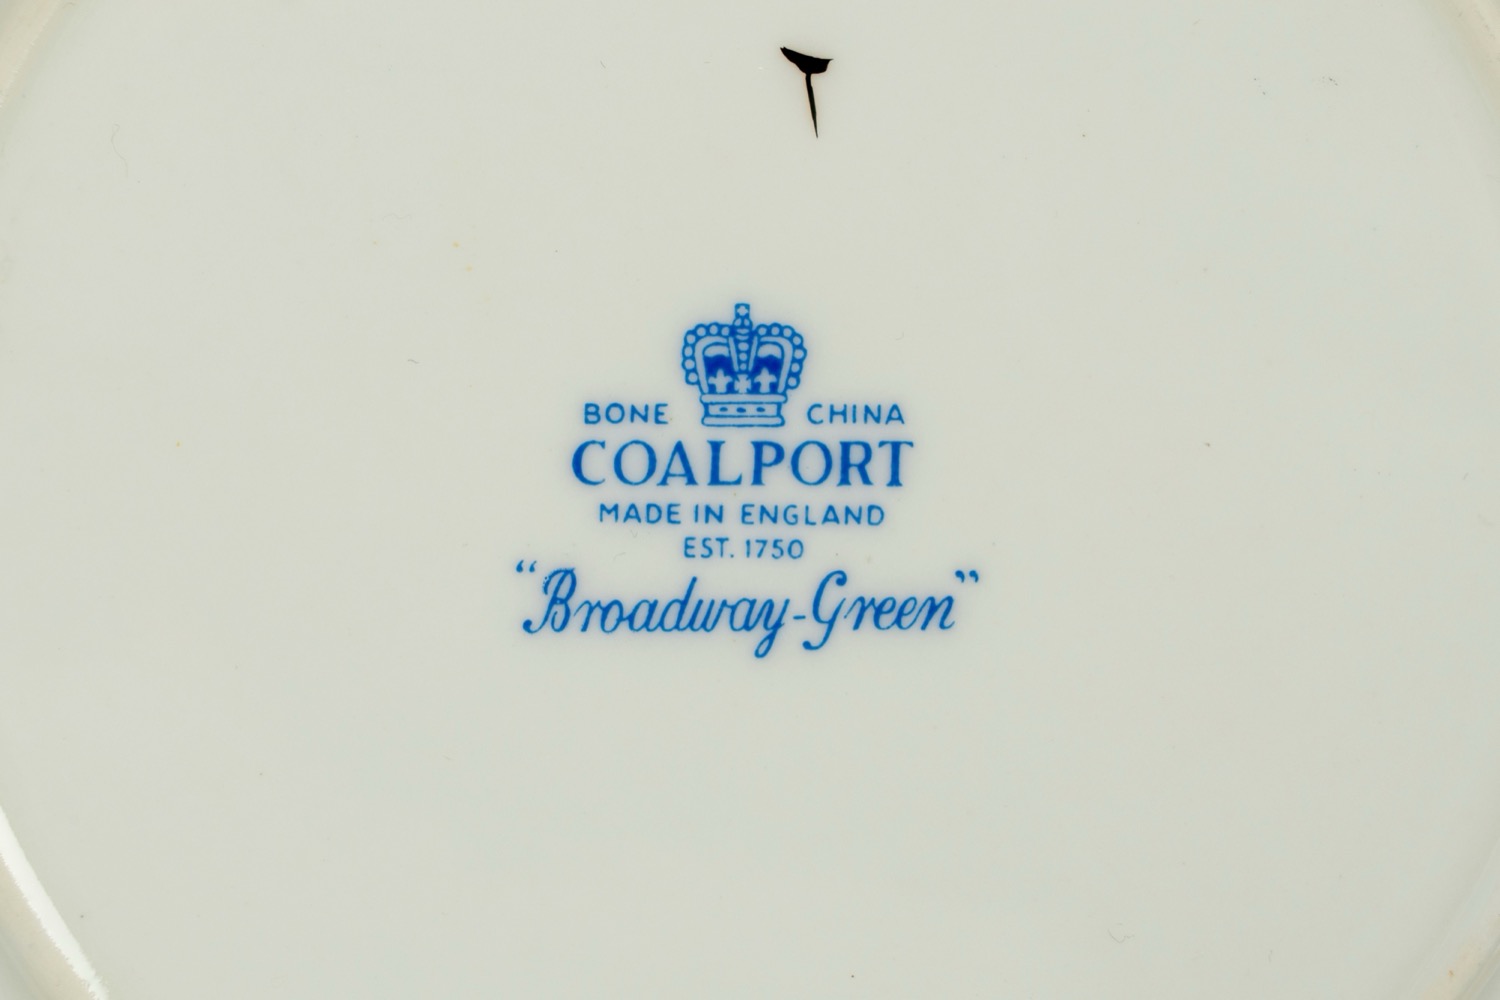 BONE CHINA
COALPORT
MADE IN ENGLAND
EST. 1750
"Broadway-Green"